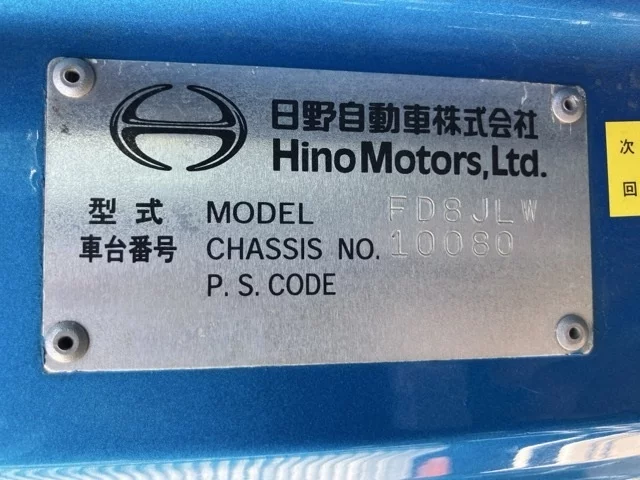 日野自動車株式会社
Hino Motors, Ltd.
型式 MODEL FD8JLW
車台番号 CHASSIS NO. 10080
P. S. CODE
次
回